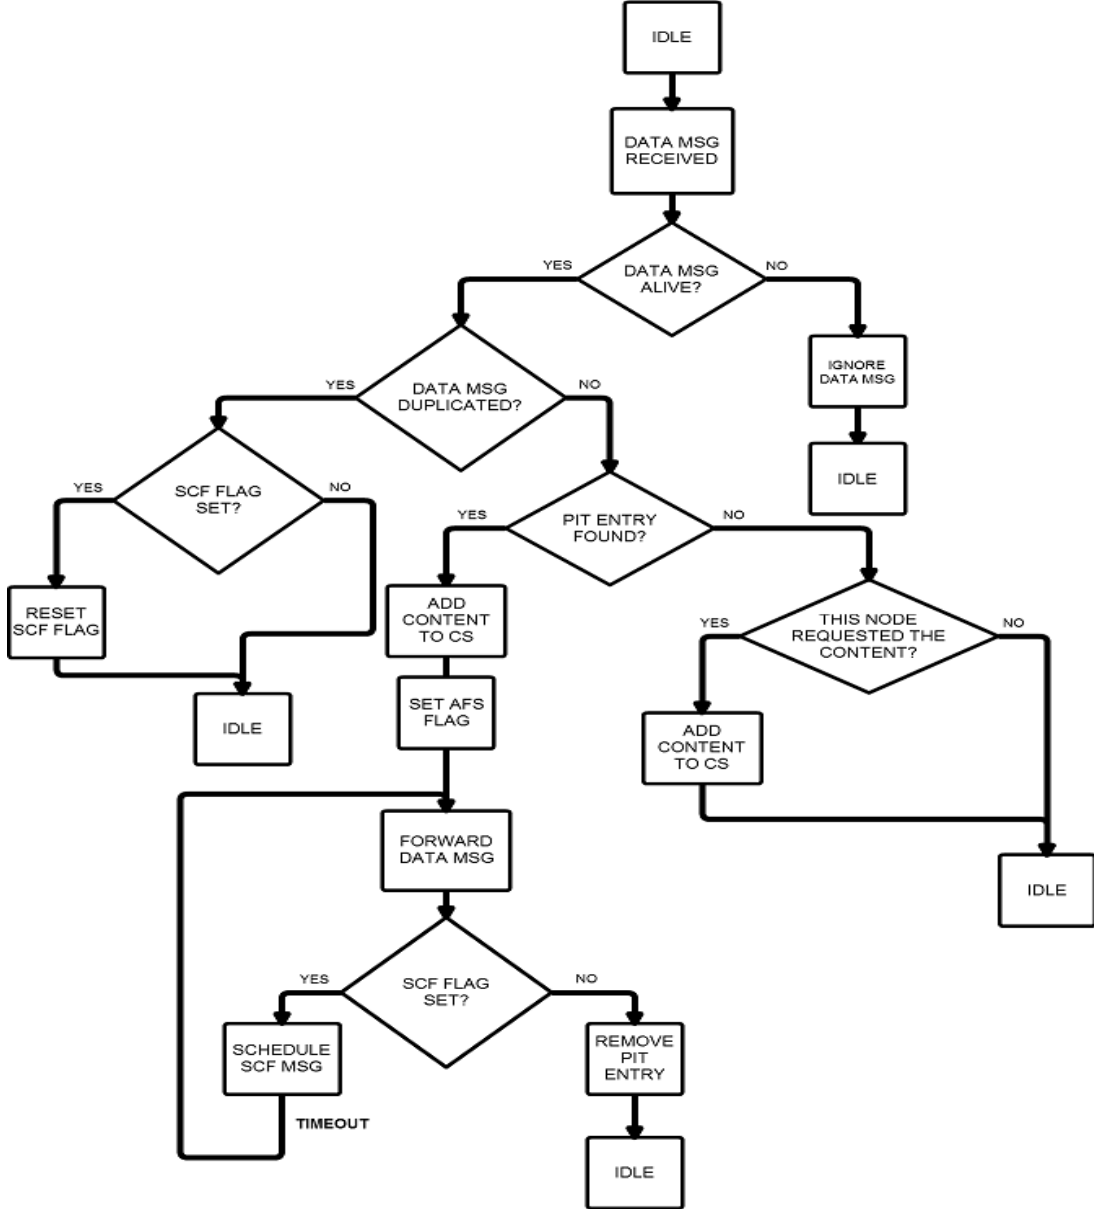 IDLE
DATA MSG
RECEIVED
DATA MSG
ALIVE?
YES
NO
IGNORE
DATA MSG
IDLE
DATA MSG
DUPLICATED?
YES
NO
SCF FLAG
SET?
YES
NO
RESET
SCF FLAG
IDLE
PIT ENTRY
FOUND?
YES
NO
ADD
CONTENT
TO CS
SET AFS
FLAG
THIS NODE
REQUESTED THE
CONTENT?
YES
NO
ADD
CONTENT
TO CS
IDLE
FORWARD
DATA MSG
SCF FLAG
SET?
YES
NO
SCHEDULE
SCF MSG
TIMEOUT
REMOVE
PIT
ENTRY
IDLE